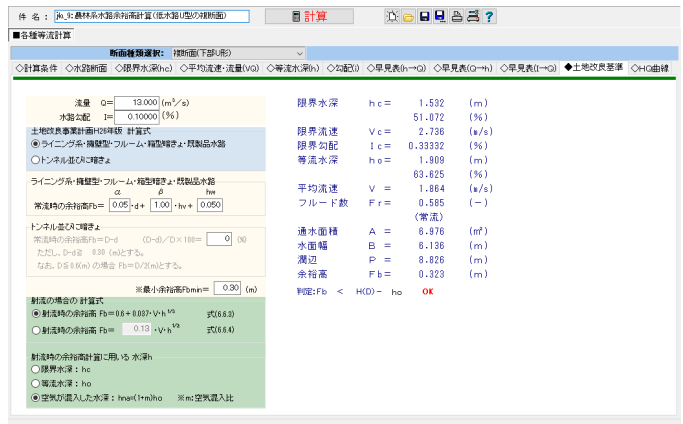 件 名: jio_9:農林系水路余裕高計算(低水路U型の複断面)
計算
■各種等流計算
断面種類選択: 複断面(下部U形)
◇計算条件 ◇水路断面 ◇限界水深(hc) ◇平均流速・流量(VQ) ◇等流水深(h) ◇勾配(i) ◇早見表(h→Q) ◇早見表(Q→h) ◇早見表(I→Q) ◆土地改良基準 ◇HQ曲線
流量 Q= 13.000 (m³/s)
水路勾配 I= 0.10000 (%)
土地改良事業計画H26年版 計算式
ライニング系・擁壁型・フルーム・箱型暗きょ・既製品水路
トンネル並びに暗きょ
ライニング系・擁壁型・フルーム・箱型暗きょ・既製品水路
α β hw
常流時の余裕高Fb= 0.05 ・d+ 1.00 ・hv+ 0.050
トンネル並びに暗きょ
常流時の余裕高Fb=D-d (D-d)/D×100= 0 (%)
ただし、D-d≧ 0.30 (m)とする。
なお、D≦0.6(m) の場合 Fb=D/2(m)とする。
※最小余裕高Fbmin= 0.30 (m)
射流の場合の 計算式
射流時の余裕高 Fb=0.6+0.037・V・h^1/3 式(6.6.3)
射流時の余裕高 Fb= 0.13 ・V・h^1/2 式(6.6.4)
射流時の余裕高計算に用いる 水深h
限界水深: hc
等流水深: ho
空気が混入した水深: hna=(1+m)ho ※m:空気混入比
限界水深 hc= 1.532 (m)
51.072 (%)
限界流速 Vc= 2.736 (m/s)
限界勾配 Ic= 0.33332 (%)
等流水深 ho= 1.909 (m)
63.625 (%)
平均流速 V = 1.864 (m/s)
フルード数 Fr= 0.585 (-)
(常流)
通水面積 A = 6.976 (㎡)
水面幅 B = 6.136 (m)
潤辺 P = 8.826 (m)
余裕高 Fb= 0.323 (m)
判定:Fb < H(D)- ho OK